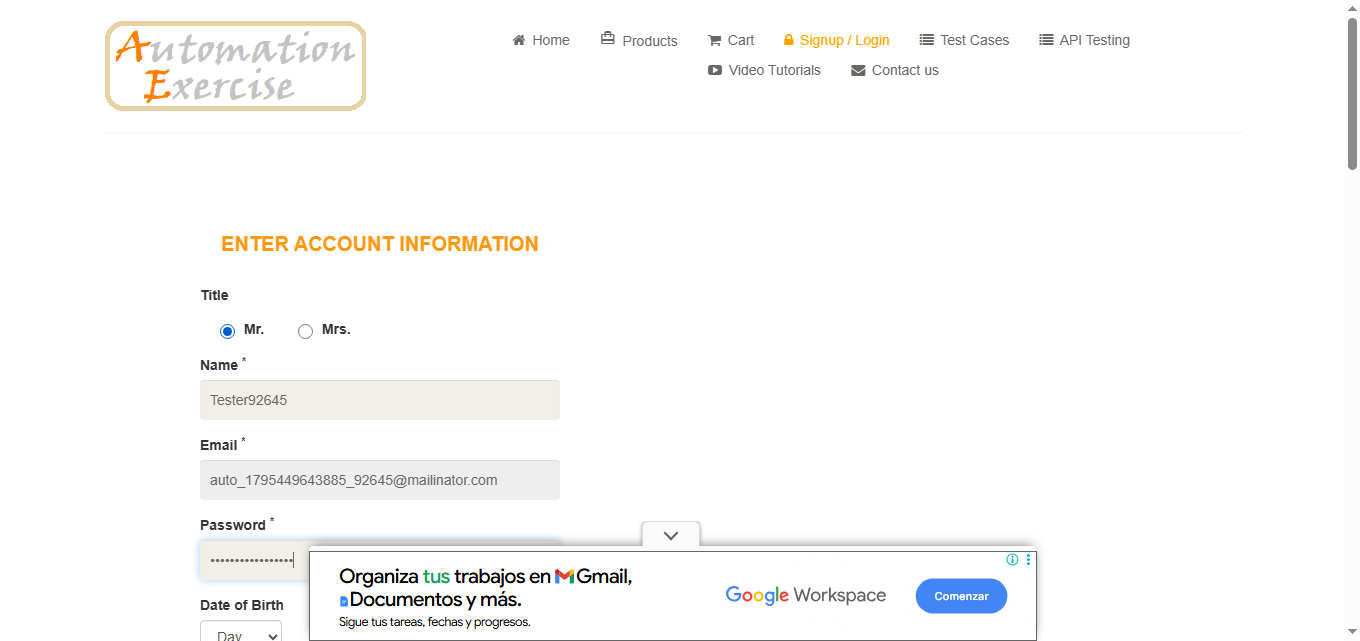 Automation
Exercise
Home
Products
Cart
Signup / Login
Test Cases
API Testing
Video Tutorials
Contact us
ENTER ACCOUNT INFORMATION
Title
Mr.
Mrs.
Name *
Tester92645
Email *
auto_1795449643885_92645@mailinator.com
Password *
••••••••••••••••
Organiza tus trabajos en Gmail,
Documentos y más.
Sigue tus tareas, fechas y progresos.
Google Workspace
Comenzar
Date of Birth
Day